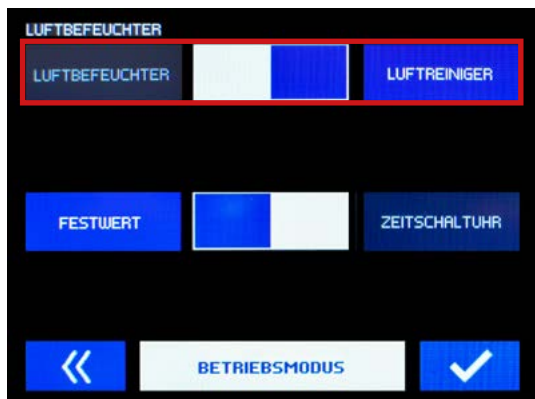 LUFTBEFEUCHTER
LUFTBEFEUCHTER LUFTREINIGER
FESTWERT ZEITSCHALTUHR
BETRIEBSMODUS